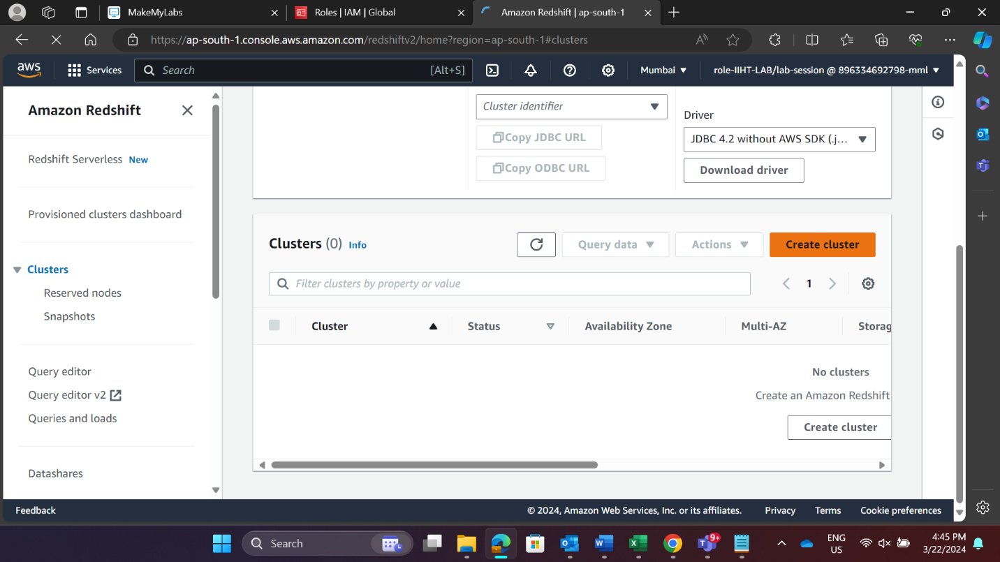 MakeMyLabs
Roles | IAM | Global
Amazon Redshift | ap-south-1
https://ap-south-1.console.aws.amazon.com/redshiftv2/home?region=ap-south-1#clusters
aws
Services
Search
[Alt+S]
Mumbai
role-IIHT-LAB/lab-session @ 896334692798-mml
Amazon Redshift
Redshift Serverless New
Provisioned clusters dashboard
Clusters
Reserved nodes
Snapshots
Query editor
Query editor v2
Queries and loads
Datashares
Cluster identifier
Copy JDBC URL
Copy ODBC URL
Driver
JDBC 4.2 without AWS SDK (.j...
Download driver
Clusters (0) Info
Query data
Actions
Create cluster
Filter clusters by property or value
1
Cluster Status Availability Zone Multi-AZ Storag
No clusters
Create an Amazon Redshift
Create cluster
Feedback
© 2024, Amazon Web Services, Inc. or its affiliates.
Privacy
Terms
Cookie preferences
Search
9+
ENG
US
4:45 PM
3/22/2024